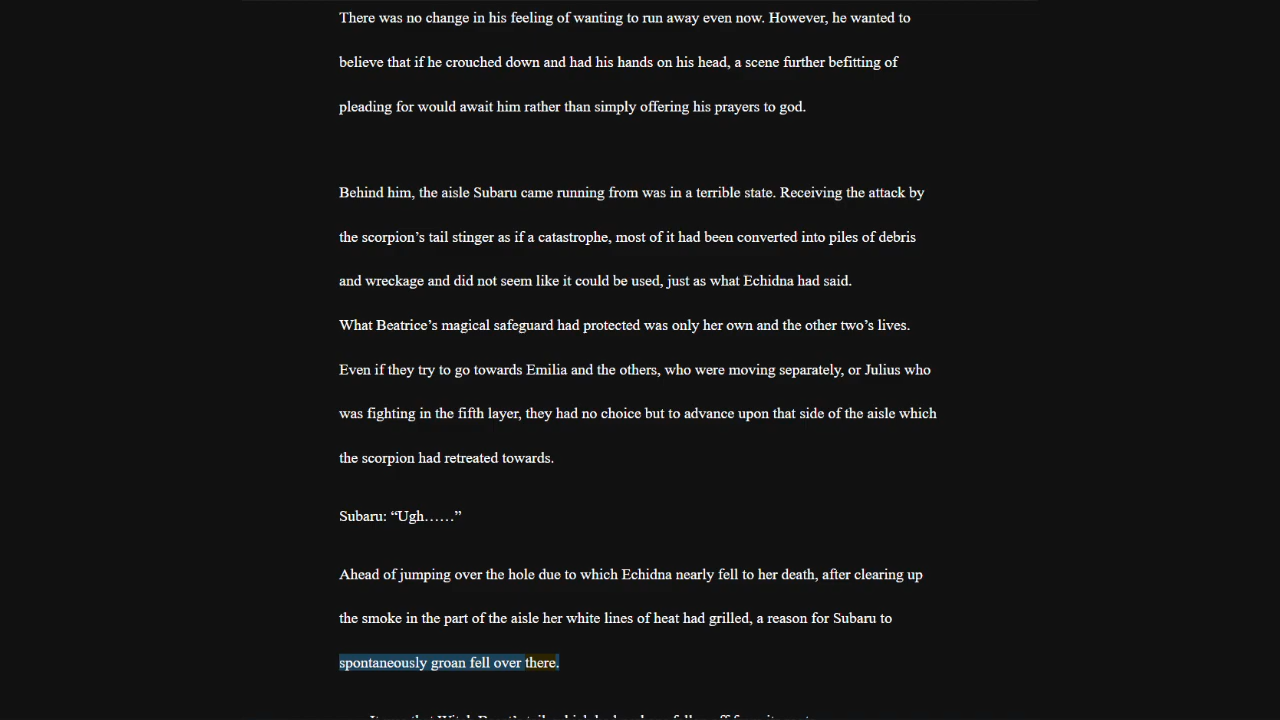 There was no change in his feeling of wanting to run away even now. However, he wanted to
believe that if he crouched down and had his hands on his head, a scene further befitting of
pleading for would await him rather than simply offering his prayers to god.
Behind him, the aisle Subaru came running from was in a terrible state. Receiving the attack by
the scorpion’s tail stinger as if a catastrophe, most of it had been converted into piles of debris
and wreckage and did not seem like it could be used, just as what Echidna had said.
What Beatrice’s magical safeguard had protected was only her own and the other two’s lives.
Even if they try to go towards Emilia and the others, who were moving separately, or Julius who
was fighting in the fifth layer, they had no choice but to advance upon that side of the aisle which
the scorpion had retreated towards.
Subaru: “Ugh……”
Ahead of jumping over the hole due to which Echidna nearly fell to her death, after clearing up
the smoke in the part of the aisle her white lines of heat had grilled, a reason for Subaru to
spontaneously groan fell over there.